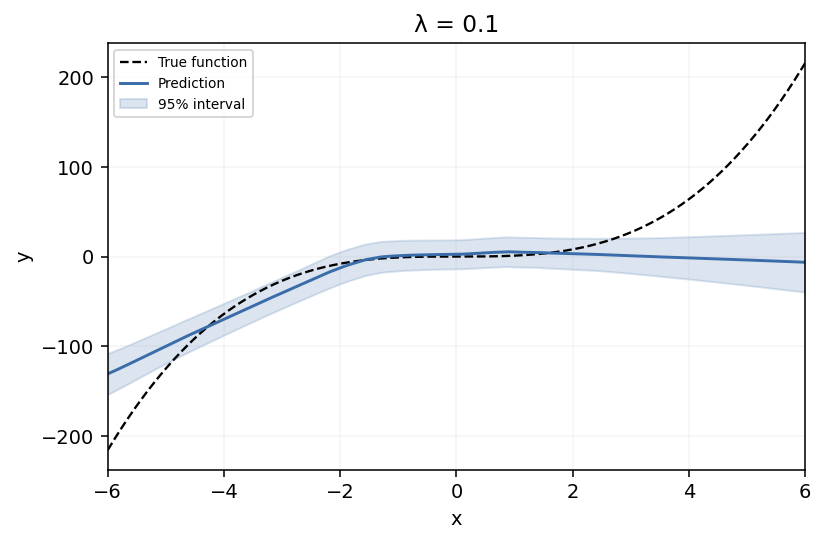 λ = 0.1
True function
Prediction
95% interval
y
200
100
0
−100
−200
−6
−4
−2
0
2
4
6
x